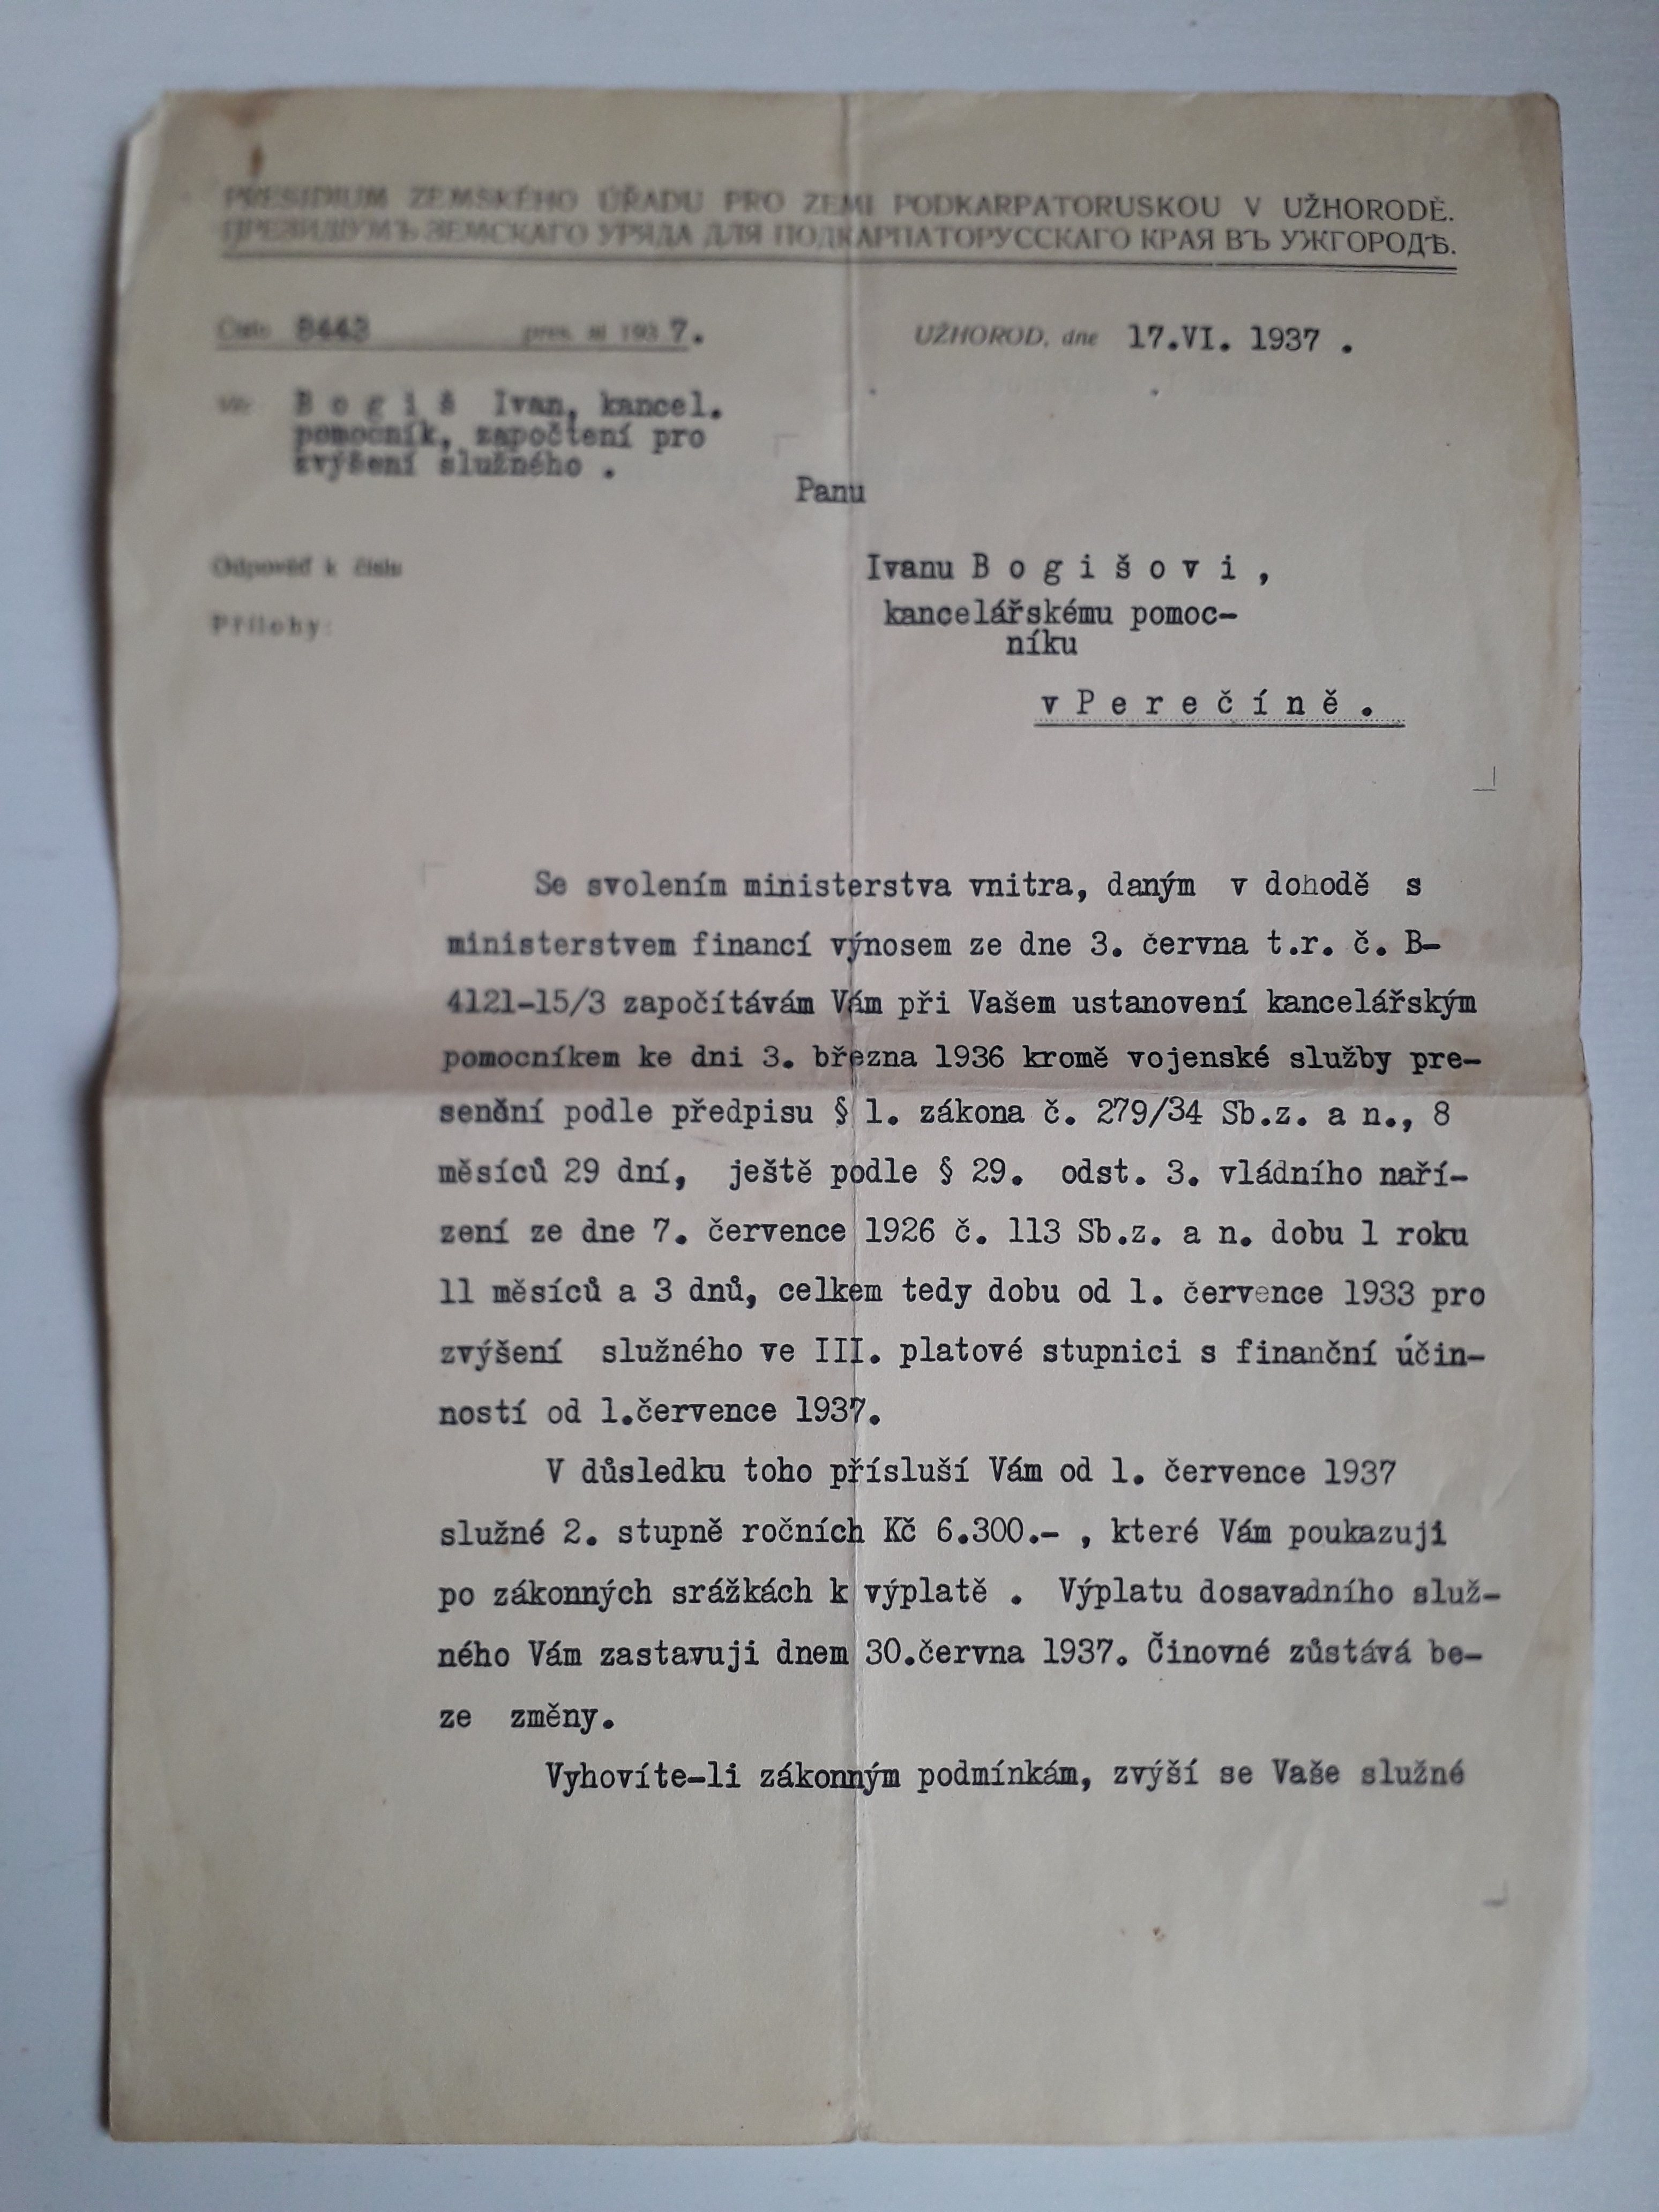 PRESIDIUM ZEMSKÉHO ÚŘADU PRO ZEMI PODKARPATORUSKOU V UŽHORODĚ.
ПРЕЗИДІУМЪ ЗЕМСКАГО УРЯДА ДЛЯ ПОДКАРПАТОРУССКАГО КРАЯ ВЪ УЖГОРОДѢ.
Číslo 8443 pres. ai 1937.
UŽHOROD, dne 17.VI. 1937 .
Věc B o g i š Ivan, kancel.
pomocník, započtení pro
zvýšení služného .
Panu
Odpověď k číslu
Ivanu B o g i š o v i ,
Přílohy:
kancelářskému pomoc-
níku
v P e r e č í n ě .
Se svolením ministerstva vnitra, daným v dohodě s
ministerstvem financí výnosem ze dne 3. června t.r. č. B-
4121-15/3 započítávám Vám při Vašem ustanovení kancelářským
pomocníkem ke dni 3. března 1936 kromě vojenské služby pre-
senční podle předpisu § 1. zákona č. 279/34 Sb.z. a n., 8
měsíců 29 dní, ještě podle § 29. odst. 3. vládního naří-
zení ze dne 7. července 1926 č. 113 Sb.z. a n. dobu 1 roku
11 měsíců a 3 dnů, celkem tedy dobu od 1. července 1933 pro
zvýšení služného ve III. platové stupnici s finanční účin-
ností od 1.července 1937.
V důsledku toho přísluší Vám od 1. července 1937
služné 2. stupně ročních Kč 6.300.- , které Vám poukazuji
po zákonných srážkách k výplatě . Výplatu dosavadního služ-
ného Vám zastavuji dnem 30.června 1937. Činovné zůstává be-
ze změny.
Vyhovíte-li zákonným podmínkám, zvýší se Vaše služné